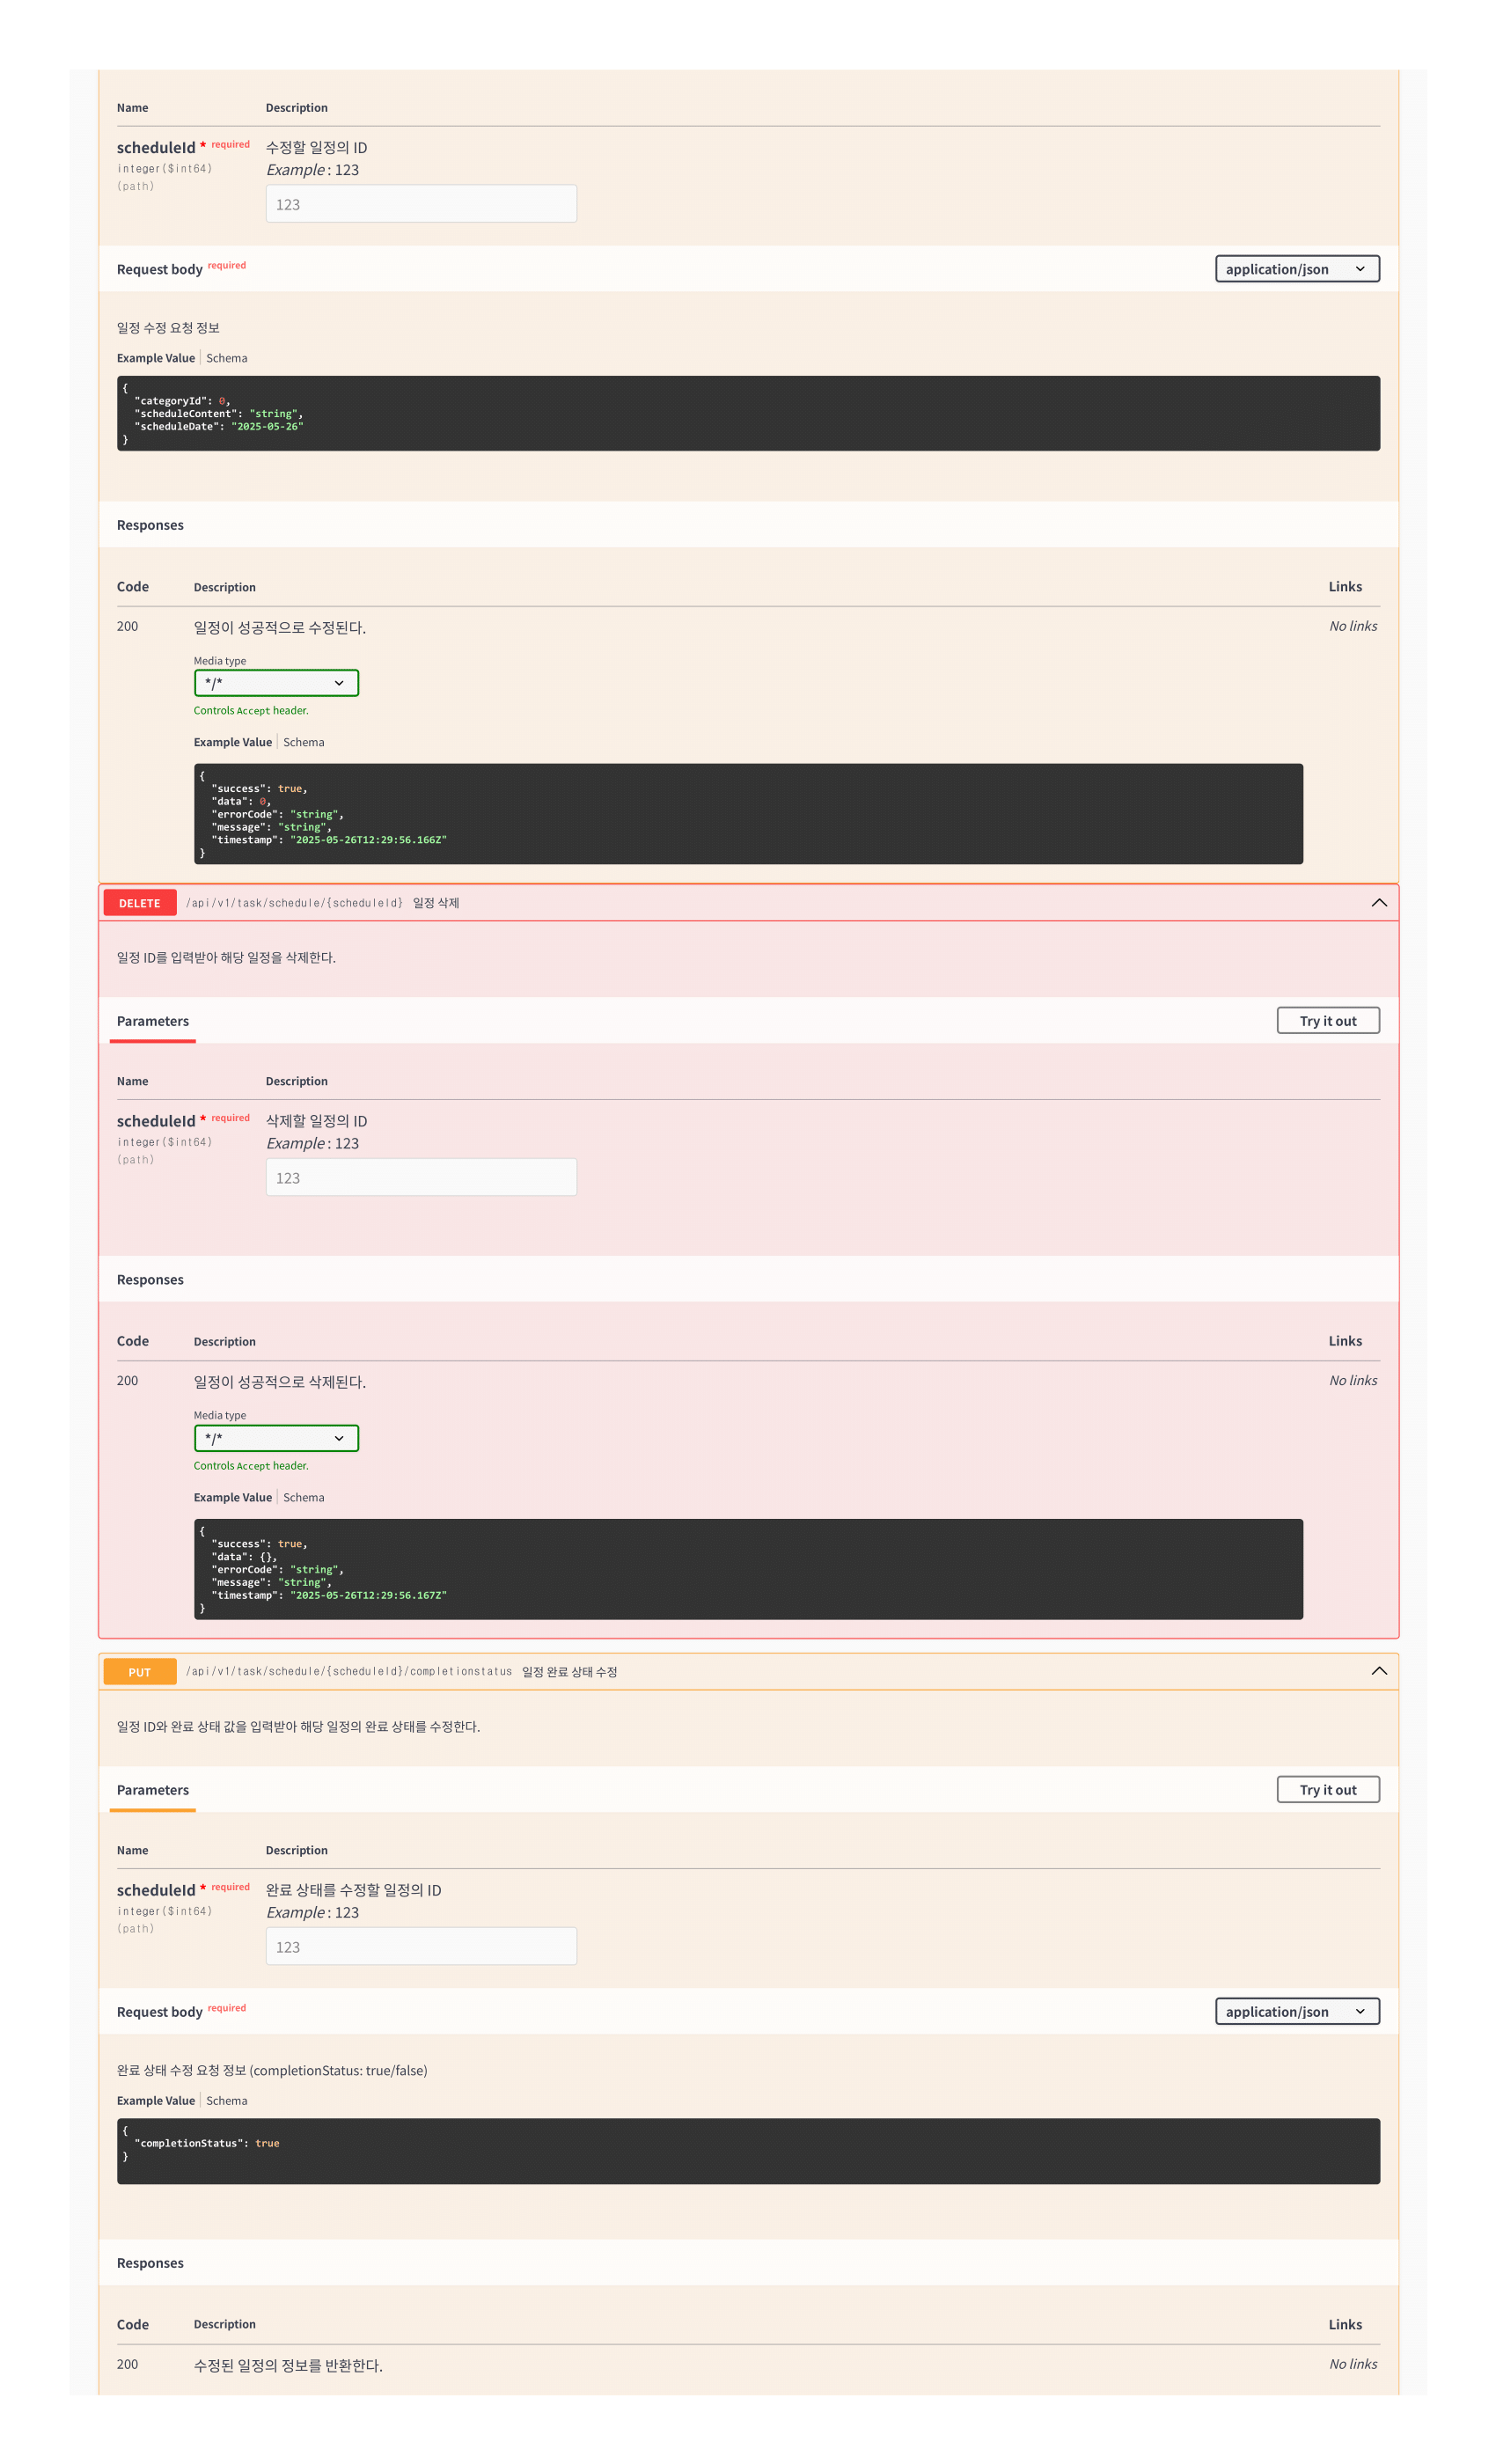 Name Description
scheduleId * required 수정할 일정의 ID
integer($int64) Example : 123
(path)
123
Request body required application/json
일정 수정 요청 정보
Example Value Schema
{
"categoryId": 0,
"scheduleContent": "string",
"scheduleDate": "2025-05-26"
}
Responses
Code Description Links
200 일정이 성공적으로 수정된다. No links
Media type
*/*
Controls Accept header.
Example Value Schema
{
"success": true,
"data": 0,
"errorCode": "string",
"message": "string",
"timestamp": "2025-05-26T12:29:56.166Z"
}
DELETE /api/v1/task/schedule/{scheduleId} 일정 삭제
일정 ID를 입력받아 해당 일정을 삭제한다.
Parameters Try it out
Name Description
scheduleId * required 삭제할 일정의 ID
integer($int64) Example : 123
(path)
123
Responses
Code Description Links
200 일정이 성공적으로 삭제된다. No links
Media type
*/*
Controls Accept header.
Example Value Schema
{
"success": true,
"data": {},
"errorCode": "string",
"message": "string",
"timestamp": "2025-05-26T12:29:56.167Z"
}
PUT /api/v1/task/schedule/{scheduleId}/completionstatus 일정 완료 상태 수정
일정 ID와 완료 상태 값을 입력받아 해당 일정의 완료 상태를 수정한다.
Parameters Try it out
Name Description
scheduleId * required 완료 상태를 수정할 일정의 ID
integer($int64) Example : 123
(path)
123
Request body required application/json
완료 상태 수정 요청 정보 (completionStatus: true/false)
Example Value Schema
{
"completionStatus": true
}
Responses
Code Description Links
200 수정된 일정의 정보를 반환한다. No links